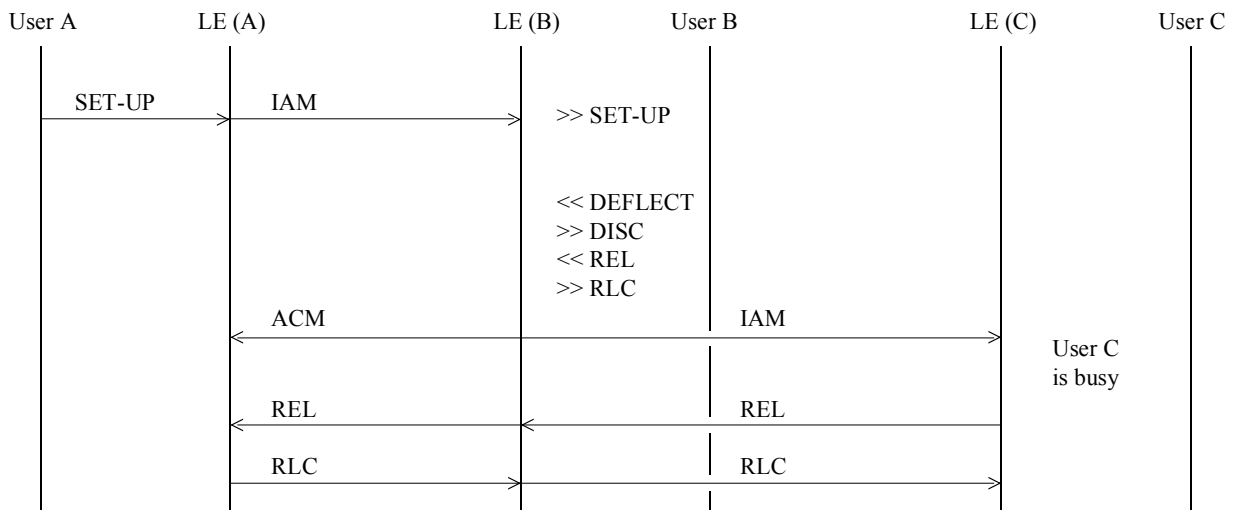 User A LE (A) LE (B) User B LE (C) User C
SET-UP IAM >> SET-UP
<< DEFLECT
>> DISC
<< REL
>> RLC
ACM IAM
User C
is busy
REL REL
RLC RLC